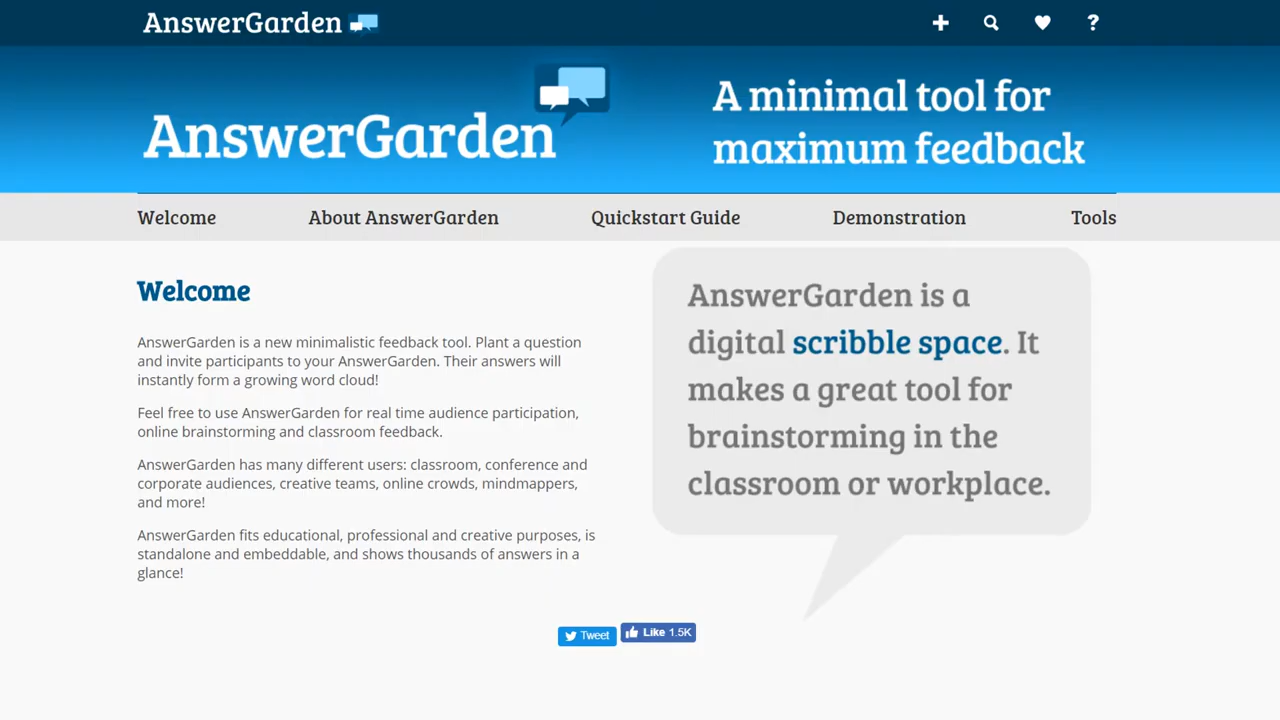 AnswerGarden
?
AnswerGarden
A minimal tool for
maximum feedback
Welcome
About AnswerGarden
Quickstart Guide
Demonstration
Tools
Welcome
AnswerGarden is a new minimalistic feedback tool. Plant a question
and invite participants to your AnswerGarden. Their answers will
instantly form a growing word cloud!
Feel free to use AnswerGarden for real time audience participation,
online brainstorming and classroom feedback.
AnswerGarden has many different users: classroom, conference and
corporate audiences, creative teams, online crowds, mindmappers,
and more!
AnswerGarden fits educational, professional and creative purposes, is
standalone and embeddable, and shows thousands of answers in a
glance!
AnswerGarden is a
digital scribble space. It
makes a great tool for
brainstorming in the
classroom or workplace.
Tweet
Like 1.5K